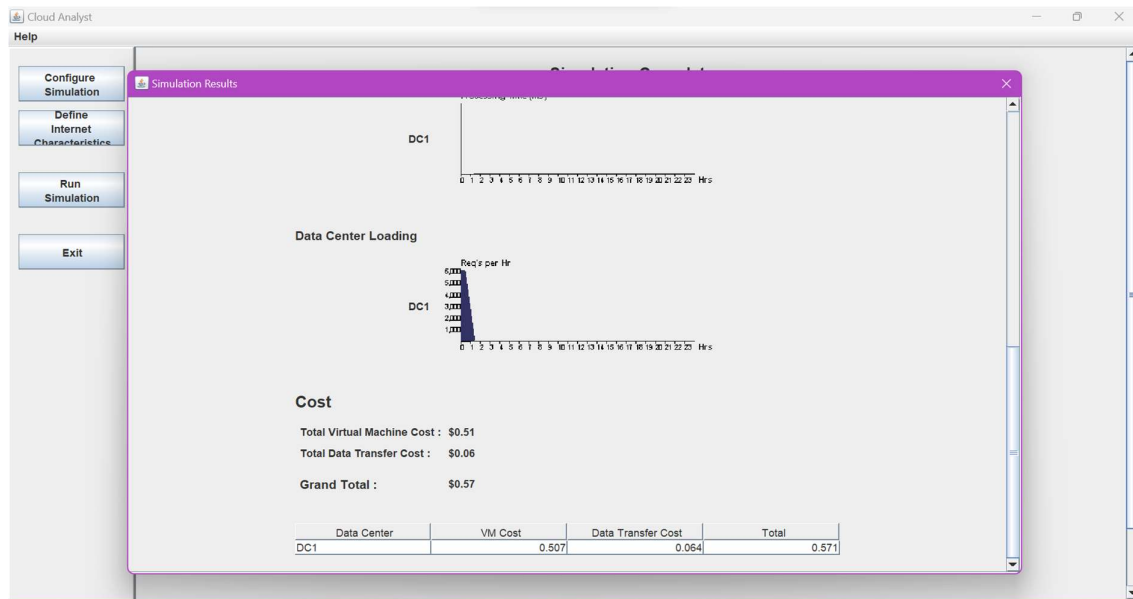 Cloud Analyst
Help
Configure
Simulation
Define
Internet
Characteristics
Run
Simulation
Exit
Simulation Results
DC1
0 1 2 3 4 5 6 7 8 9 10 11 12 13 14 15 16 17 18 19 20 21 22 23 Hrs
Data Center Loading
Req's per Hr
6,000
5,000
4,000
DC1 3,000
2,000
1,000
0 1 2 3 4 5 6 7 8 9 10 11 12 13 14 15 16 17 18 19 20 21 22 23 Hrs
Cost
Total Virtual Machine Cost : $0.51
Total Data Transfer Cost : $0.06
Grand Total : $0.57
Data Center VM Cost Data Transfer Cost Total
DC1 0.507 0.064 0.571